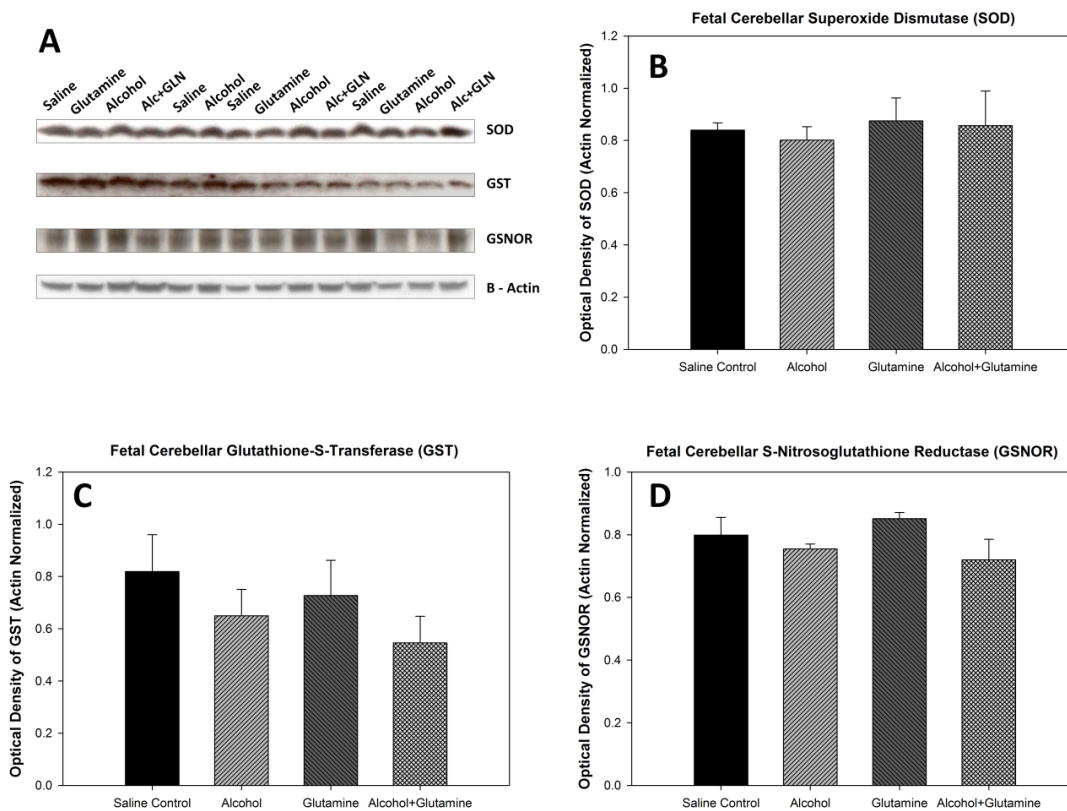 A
Saline Glutamine Alcohol Alc+GLN Saline Alcohol Saline Glutamine Alcohol Alc+GLN Saline Glutamine Alcohol Alc+GLN
SOD
GST
GSNOR
B - Actin
Fetal Cerebellar Superoxide Dismutase (SOD)
B
Optical Density of SOD (Actin Normalized)
1.2
1.0
0.8
0.6
0.4
0.2
0.0
Saline Control Alcohol Glutamine Alcohol+Glutamine
Fetal Cerebellar Glutathione-S-Transferase (GST)
C
Optical Density of GST (Actin Normalized)
1.2
1.0
0.8
0.6
0.4
0.2
0.0
Saline Control Alcohol Glutamine Alcohol+Glutamine
Fetal Cerebellar S-Nitrosoglutathione Reductase (GSNOR)
D
Optical Density of GSNOR (Actin Normalized)
1.0
0.8
0.6
0.4
0.2
0.0
Saline Control Alcohol Glutamine Alcohol+Glutamine